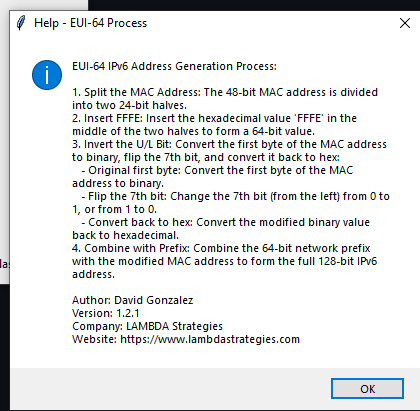 Help - EUI-64 Process
EUI-64 IPv6 Address Generation Process:
1. Split the MAC Address: The 48-bit MAC address is divided
into two 24-bit halves.
2. Insert FFFE: Insert the hexadecimal value 'FFFE' in the
middle of the two halves to form a 64-bit value.
3. Invert the U/L Bit: Convert the first byte of the MAC address
to binary, flip the 7th bit, and convert it back to hex:
- Original first byte: Convert the first byte of the MAC
address to binary.
- Flip the 7th bit: Change the 7th bit (from the left) from 0 to
1, or from 1 to 0.
- Convert back to hex: Convert the modified binary value
back to hexadecimal.
4. Combine with Prefix: Combine the 64-bit network prefix
with the modified MAC address to form the full 128-bit IPv6
address.
Author: David Gonzalez
Version: 1.2.1
Company: LAMBDA Strategies
Website: https://www.lambdastrategies.com
OK